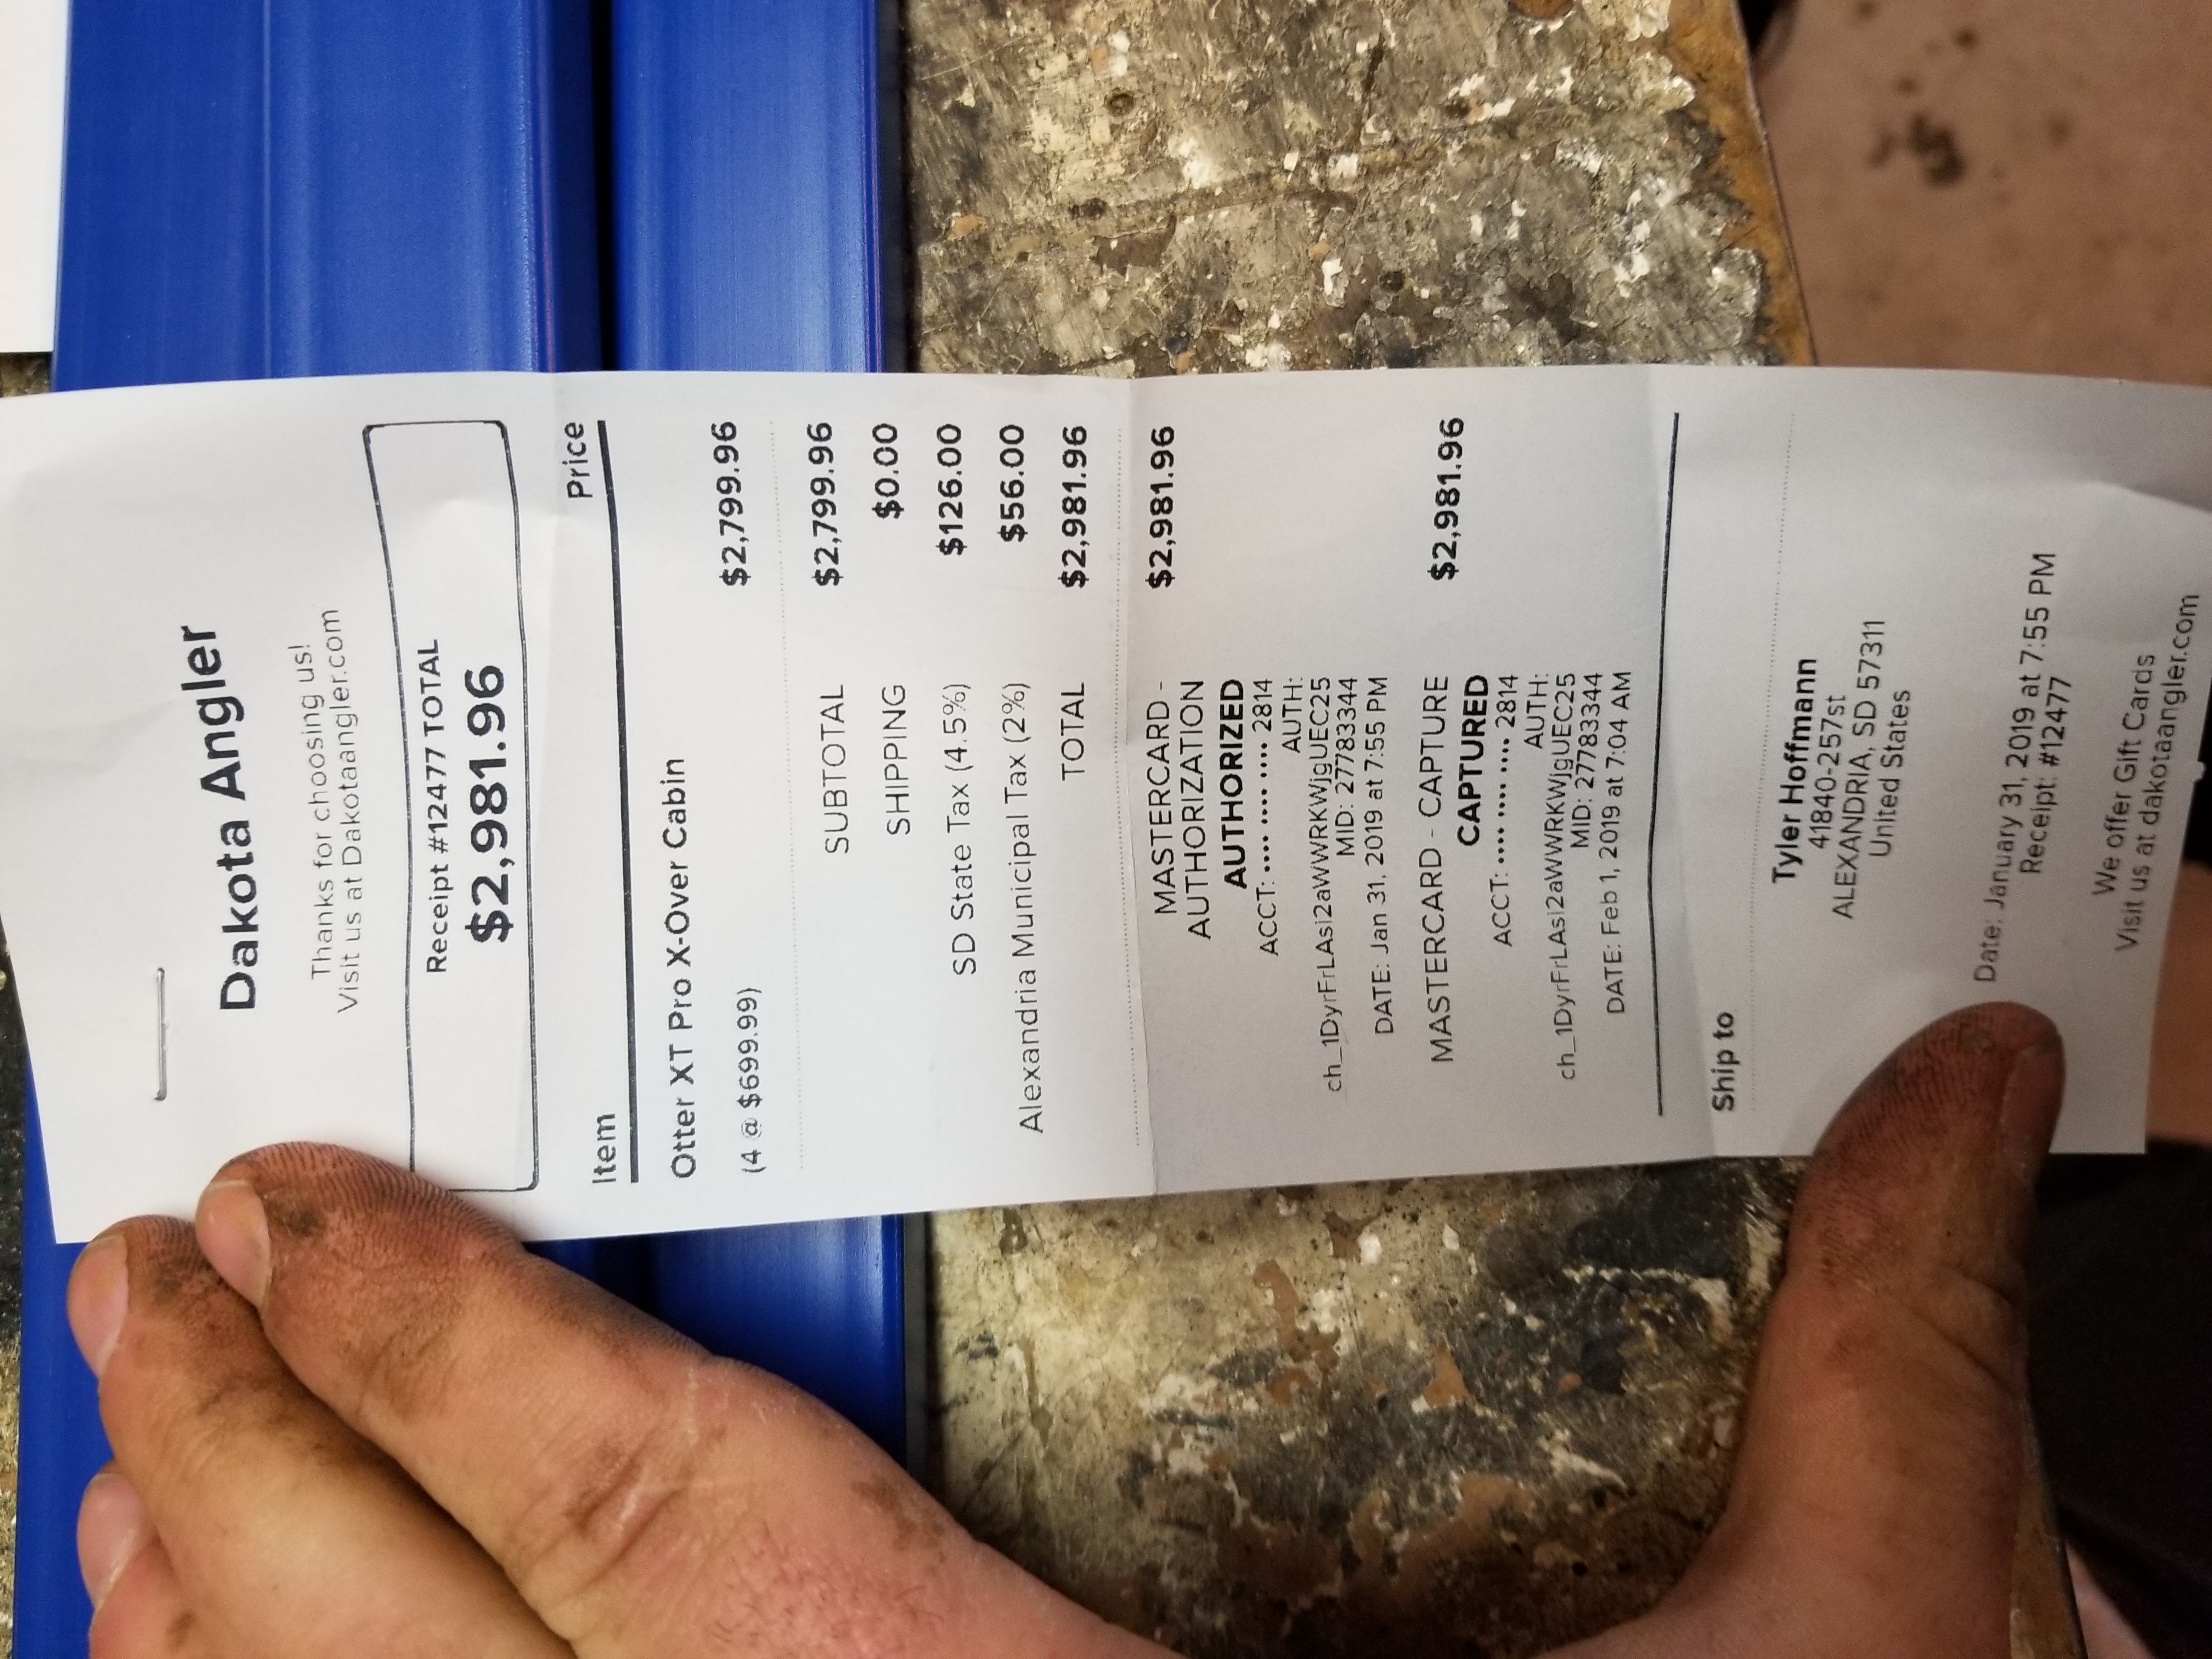 Dakota Angler
Thanks for choosing us!
Visit us at Dakotaangler.com
Receipt #12477 TOTAL
$2,981.96
Item Price
Otter XT Pro X-Over Cabin
(4 @ $699.99) $2,799.96
SUBTOTAL $2,799.96
SHIPPING $0.00
SD State Tax (4.5%) $126.00
Alexandria Municipal Tax (2%) $56.00
TOTAL $2,981.96
MASTERCARD - $2,981.96
AUTHORIZATION
AUTHORIZED
ACCT: •••• •••• •••• 2814
AUTH:
ch_1DyrFrLAsi2aWWRKWjgUEC25
MID: 27783344
DATE: Jan 31, 2019 at 7:55 PM
MASTERCARD - CAPTURE $2,981.96
CAPTURED
ACCT: •••• •••• •••• 2814
AUTH:
ch_1DyrFrLAsi2aWWRKWjgUEC25
MID: 27783344
DATE: Feb 1, 2019 at 7:04 AM
Ship to
Tyler Hoffmann
41840-257st
ALEXANDRIA, SD 57311
United States
Date: January 31, 2019 at 7:55 PM
Receipt: #12477
We offer Gift Cards
Visit us at dakotaangler.com